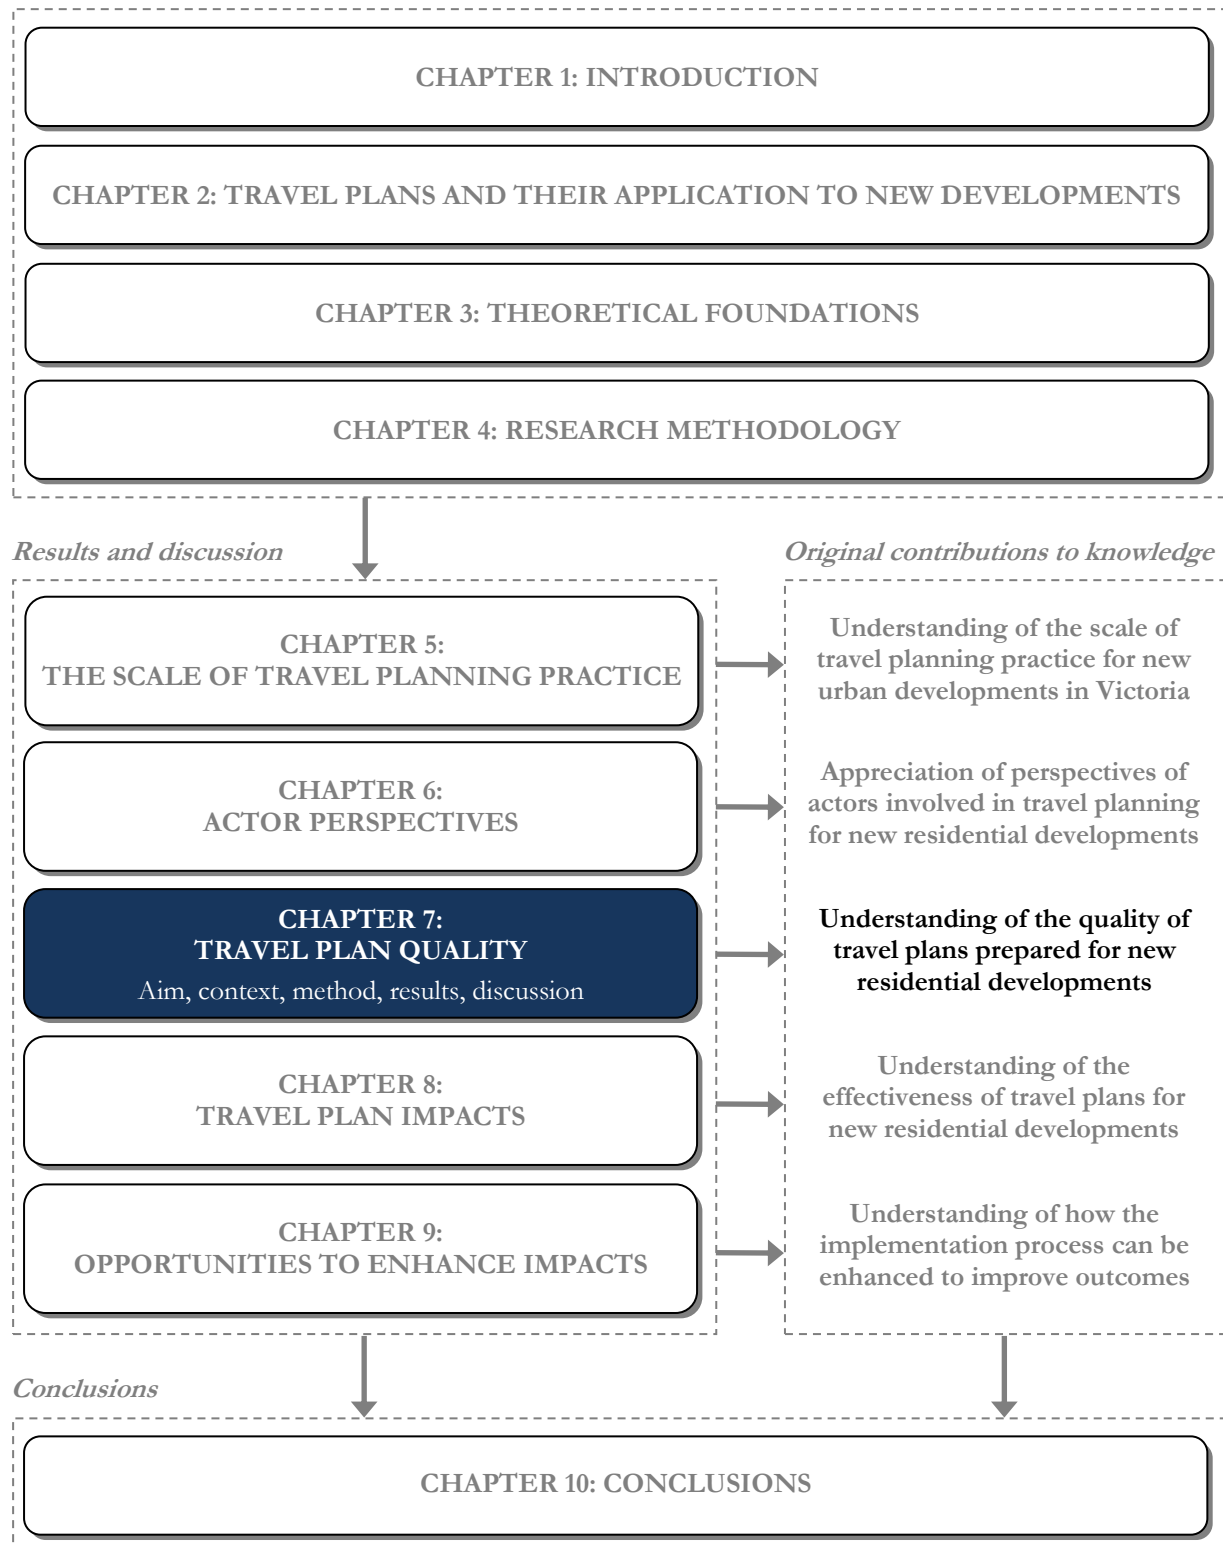 CHAPTER 1: INTRODUCTION
CHAPTER 2: TRAVEL PLANS AND THEIR APPLICATION TO NEW DEVELOPMENTS
CHAPTER 3: THEORETICAL FOUNDATIONS
CHAPTER 4: RESEARCH METHODOLOGY
Results and discussion
Original contributions to knowledge
CHAPTER 5:
THE SCALE OF TRAVEL PLANNING PRACTICE
Understanding of the scale of
travel planning practice for new
urban developments in Victoria
CHAPTER 6:
ACTOR PERSPECTIVES
Appreciation of perspectives of
actors involved in travel planning
for new residential developments
CHAPTER 7:
TRAVEL PLAN QUALITY
Aim, context, method, results, discussion
Understanding of the quality of
travel plans prepared for new
residential developments
CHAPTER 8:
TRAVEL PLAN IMPACTS
Understanding of the
effectiveness of travel plans for
new residential developments
CHAPTER 9:
OPPORTUNITIES TO ENHANCE IMPACTS
Understanding of how the
implementation process can be
enhanced to improve outcomes
Conclusions
CHAPTER 10: CONCLUSIONS